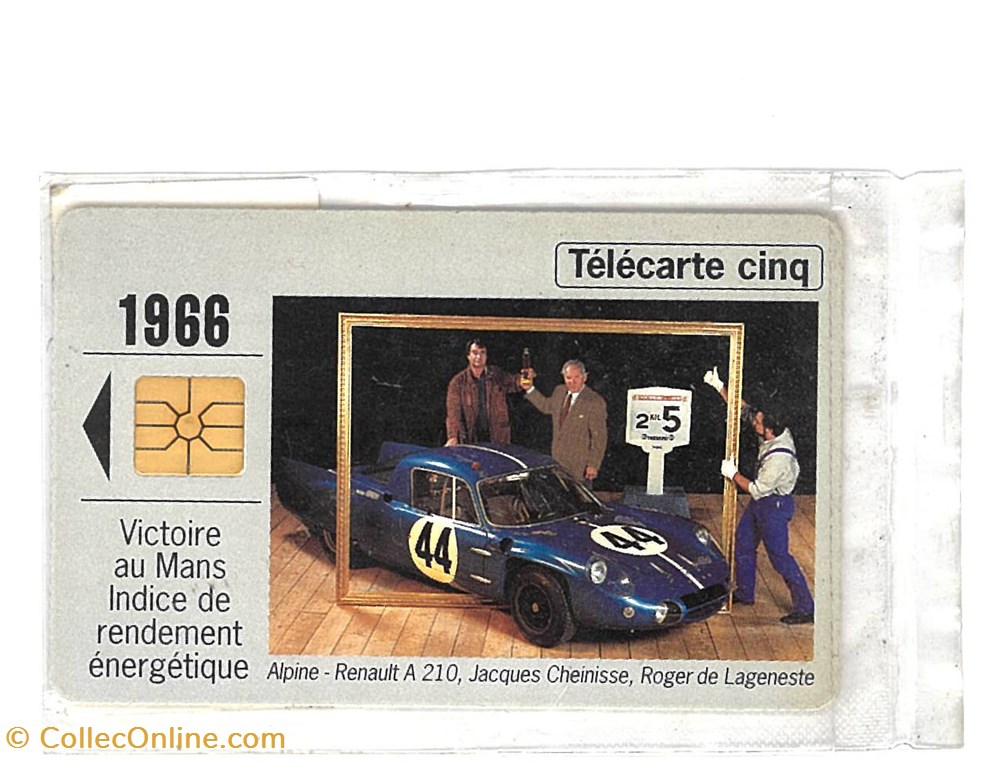 Télécarte cinq
1966
Victoire
au Mans
Indice de
rendement
énergétique
44
44
2 KIL 5
Alpine - Renault A 210, Jacques Cheinisse, Roger de Lageneste
© CollecOnline.com